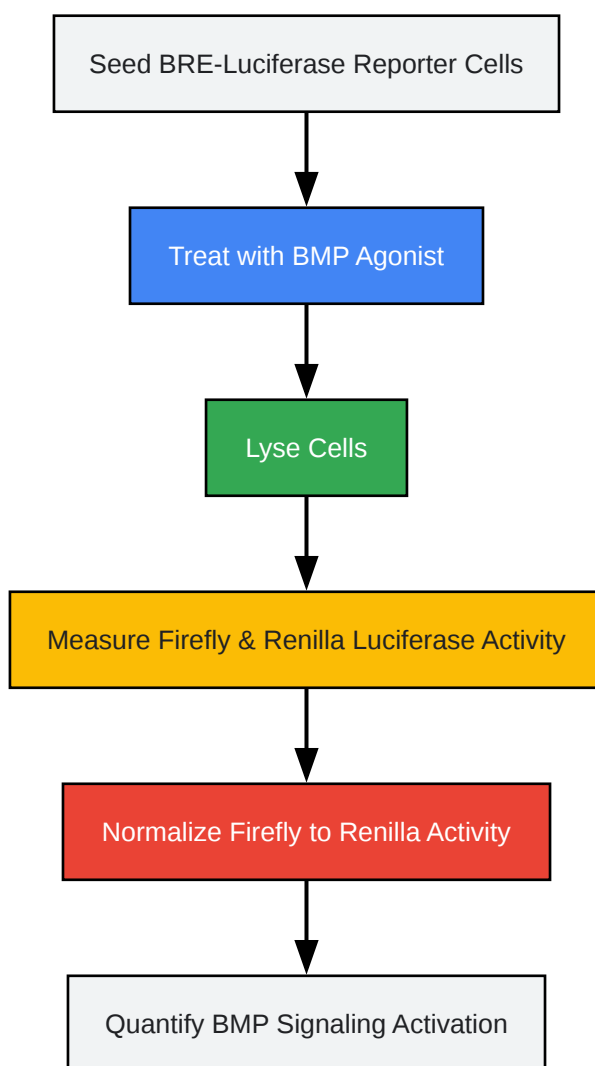 Seed BRE-Luciferase Reporter Cells
Treat with BMP Agonist
Lyse Cells
Measure Firefly & Renilla Luciferase Activity
Normalize Firefly to Renilla Activity
Quantify BMP Signaling Activation